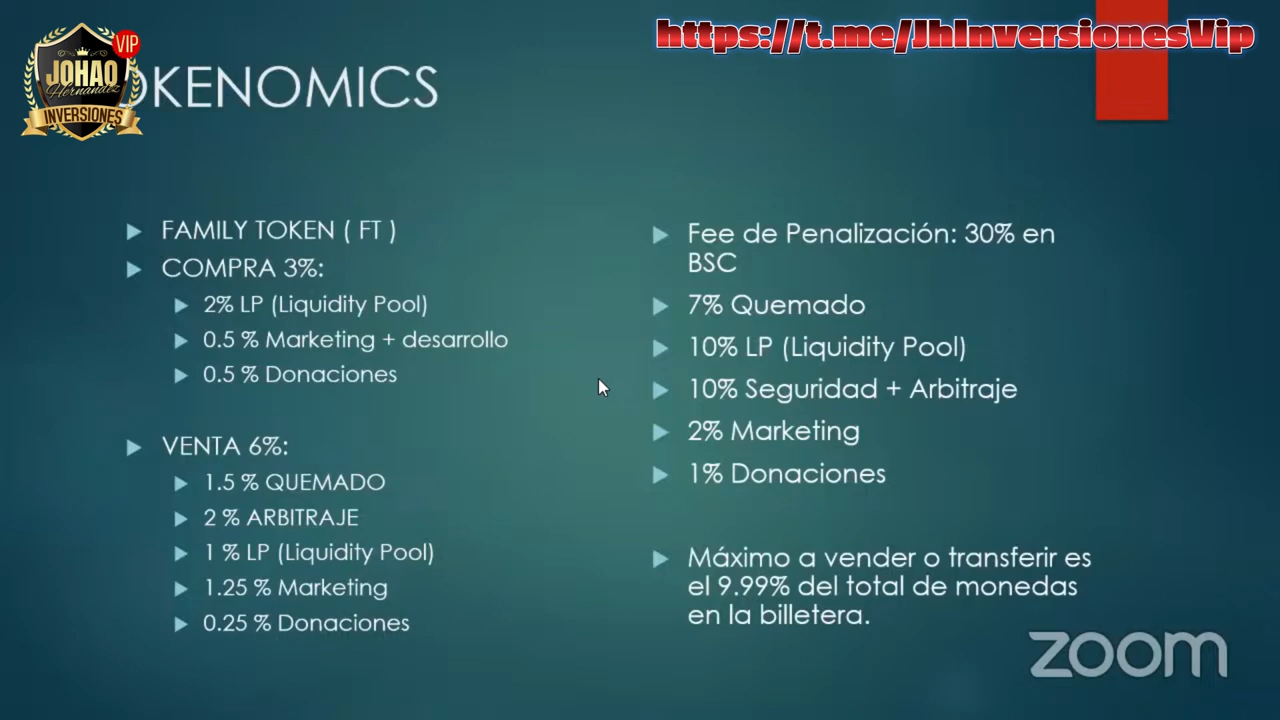 VIP
JOHAO
Hernandez
INVERSIONES
https://t.me/JhInversionesVip
OKENOMICS
FAMILY TOKEN ( FT )
COMPRA 3%:
2% LP (Liquidity Pool)
0.5 % Marketing + desarrollo
0.5 % Donaciones
VENTA 6%:
1.5 % QUEMADO
2 % ARBITRAJE
1 % LP (Liquidity Pool)
1.25 % Marketing
0.25 % Donaciones
Fee de Penalización: 30% en
BSC
7% Quemado
10% LP (Liquidity Pool)
10% Seguridad + Arbitraje
2% Marketing
1% Donaciones
Máximo a vender o transferir es
el 9.99% del total de monedas
en la billetera.
zoom